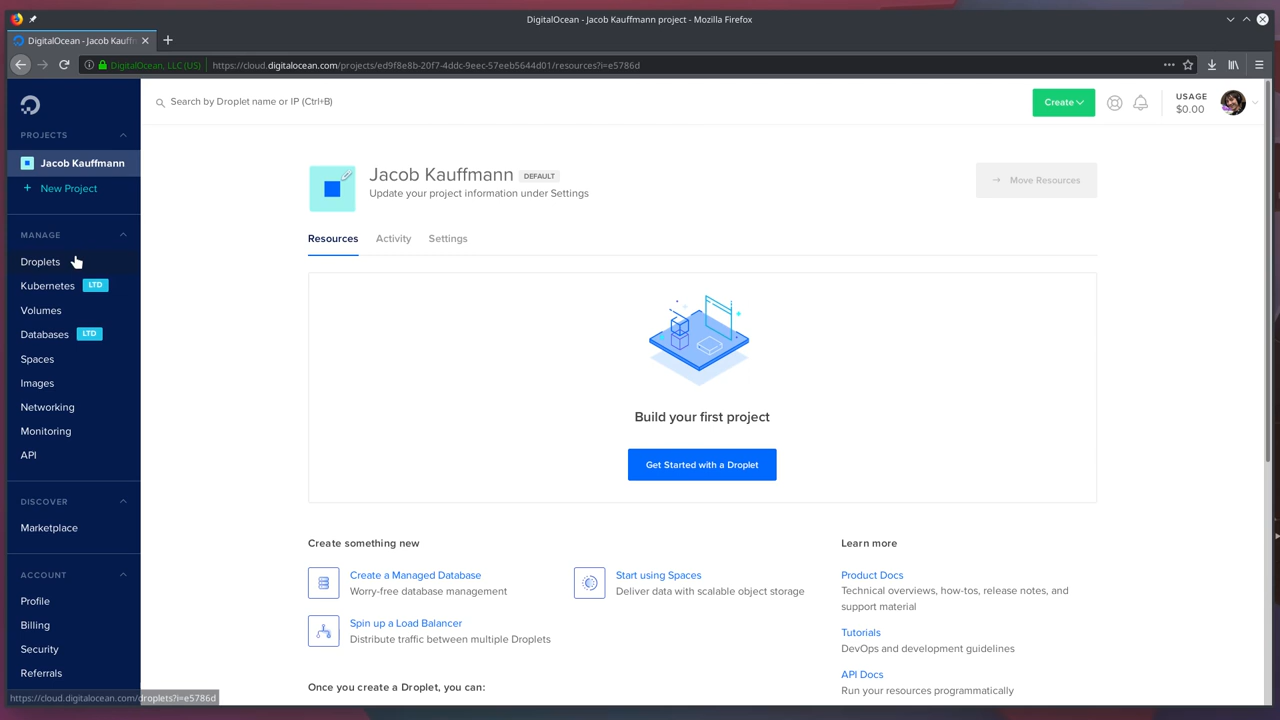 DigitalOcean - Jacob Kauffmann project - Mozilla Firefox
DigitalOcean - Jacob Kauff
DigitalOcean, LLC (US)
https://cloud.digitalocean.com/projects/ed9f8e8b-20f7-4ddc-9eec-57eeb5644d01/resources?i=e5786d
Search by Droplet name or IP (Ctrl+B)
Create
USAGE
$0.00
PROJECTS
Jacob Kauffmann
+ New Project
MANAGE
Droplets
Kubernetes LTD
Volumes
Databases LTD
Spaces
Images
Networking
Monitoring
API
DISCOVER
Marketplace
ACCOUNT
Profile
Billing
Security
Referrals
https://cloud.digitalocean.com/droplets?i=e5786d
Jacob Kauffmann DEFAULT
Update your project information under Settings
→ Move Resources
Resources Activity Settings
Build your first project
Get Started with a Droplet
Create something new
Create a Managed Database
Worry-free database management
Start using Spaces
Deliver data with scalable object storage
Spin up a Load Balancer
Distribute traffic between multiple Droplets
Once you create a Droplet, you can:
Learn more
Product Docs
Technical overviews, how-tos, release notes, and
support material
Tutorials
DevOps and development guidelines
API Docs
Run your resources programmatically